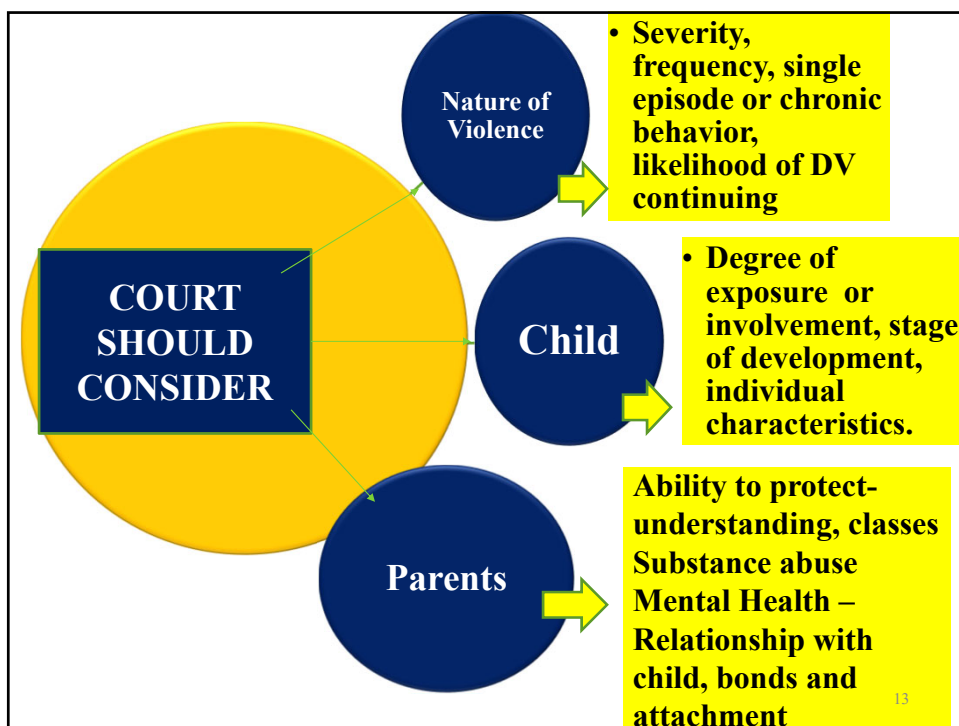 COURT
SHOULD
CONSIDER
Nature of
Violence
• Severity,
frequency, single
episode or chronic
behavior,
likelihood of DV
continuing
Child
• Degree of
exposure or
involvement, stage
of development,
individual
characteristics.
Parents
Ability to protect-
understanding, classes
Substance abuse
Mental Health –
Relationship with
child, bonds and
attachment
13